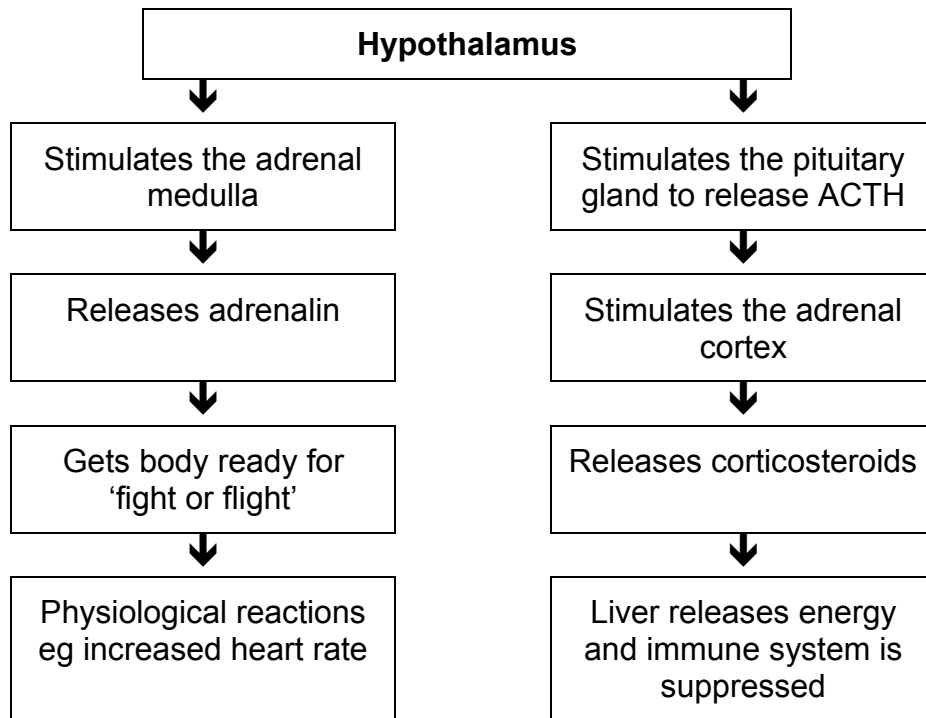 Hypothalamus
Stimulates the adrenal
medulla
Releases adrenalin
Gets body ready for
‘fight or flight’
Physiological reactions
eg increased heart rate
Stimulates the pituitary
gland to release ACTH
Stimulates the adrenal
cortex
Releases corticosteroids
Liver releases energy
and immune system is
suppressed